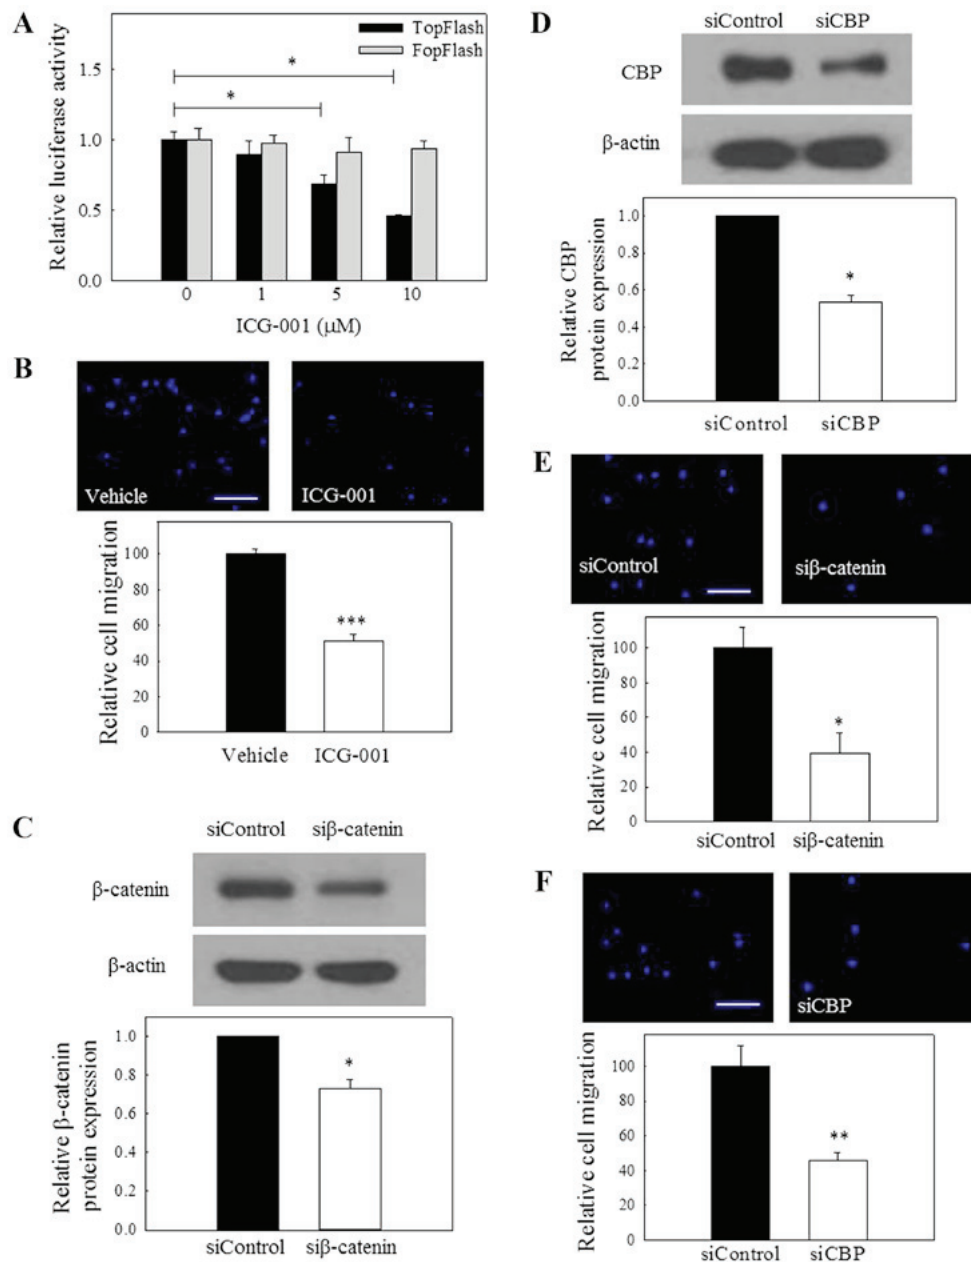 A
TopFlash
FopFlash
Relative luciferase activity
1.5
1.0
0.5
0.0
*
*
0 1 5 10
ICG-001 (μM)
B
Vehicle
ICG-001
Relative cell migration
100
80
60
40
20
0
***
Vehicle ICG-001
C
siControl siβ-catenin
β-catenin
β-actin
Relative β-catenin
protein expression
1.0
0.8
0.6
0.4
0.2
0.0
*
siControl siβ-catenin
D
siControl siCBP
CBP
β-actin
Relative CBP
protein expression
1.0
0.8
0.6
0.4
0.2
0.0
*
siControl siCBP
E
siControl
siβ-catenin
Relative cell migration
100
80
60
40
20
0
*
siControl siβ-catenin
F
siCBP
Relative cell migration
100
80
60
40
20
0
**
siControl siCBP